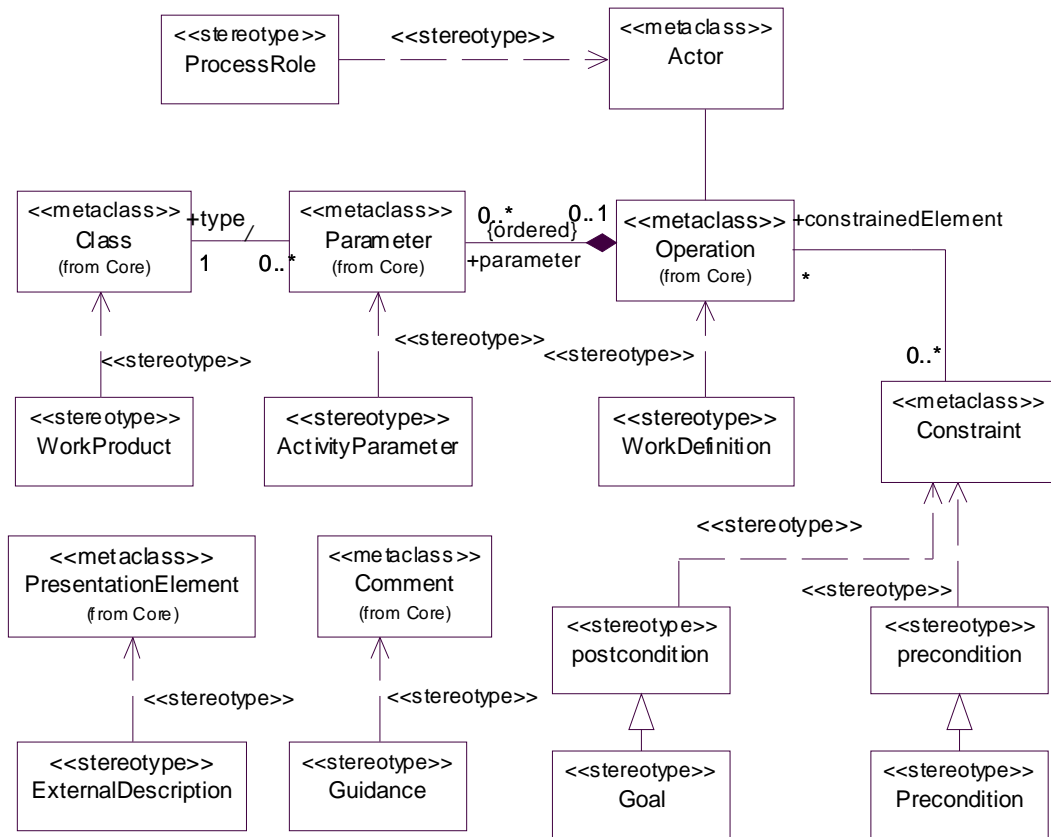 <<stereotype>>
ProcessRole
<<stereotype>>
<<metaclass>>
Actor
<<metaclass>>
Class
(from Core)
+type
/
1
0..*
<<metaclass>>
Parameter
(from Core)
0..*
{ordered}
+parameter
0..1
<<metaclass>>
Operation
(from Core)
+constrainedElement
*
0..*
<<stereotype>>
<<stereotype>>
<<stereotype>>
<<stereotype>>
WorkProduct
<<stereotype>>
ActivityParameter
<<stereotype>>
WorkDefinition
<<metaclass>>
Constraint
<<stereotype>>
<<stereotype>>
<<metaclass>>
PresentationElement
(from Core)
<<metaclass>>
Comment
(from Core)
<<stereotype>>
postcondition
<<stereotype>>
precondition
<<stereotype>>
<<stereotype>>
<<stereotype>>
ExternalDescription
<<stereotype>>
Guidance
<<stereotype>>
Goal
<<stereotype>>
Precondition